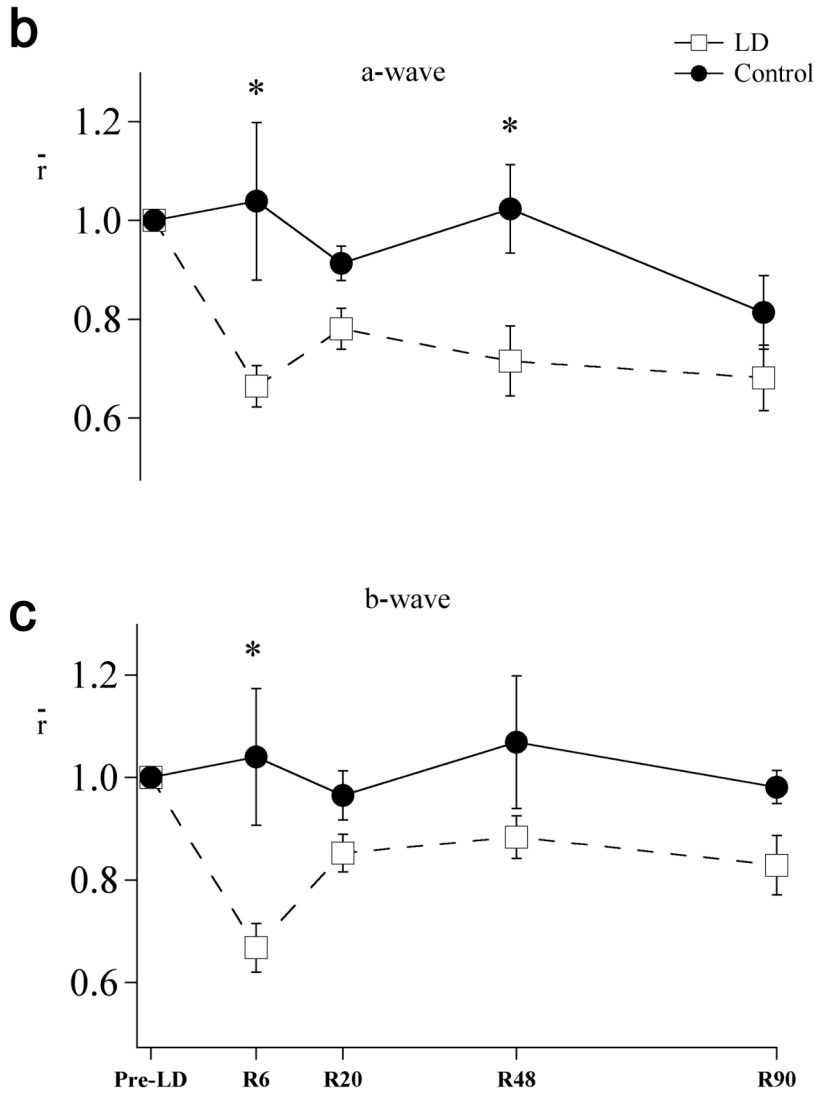 b
LD
Control
a-wave
*
*
1.2
r̄
1.0
0.8
0.6
c
b-wave
*
1.2
r̄
1.0
0.8
0.6
Pre-LD R6 R20 R48 R90